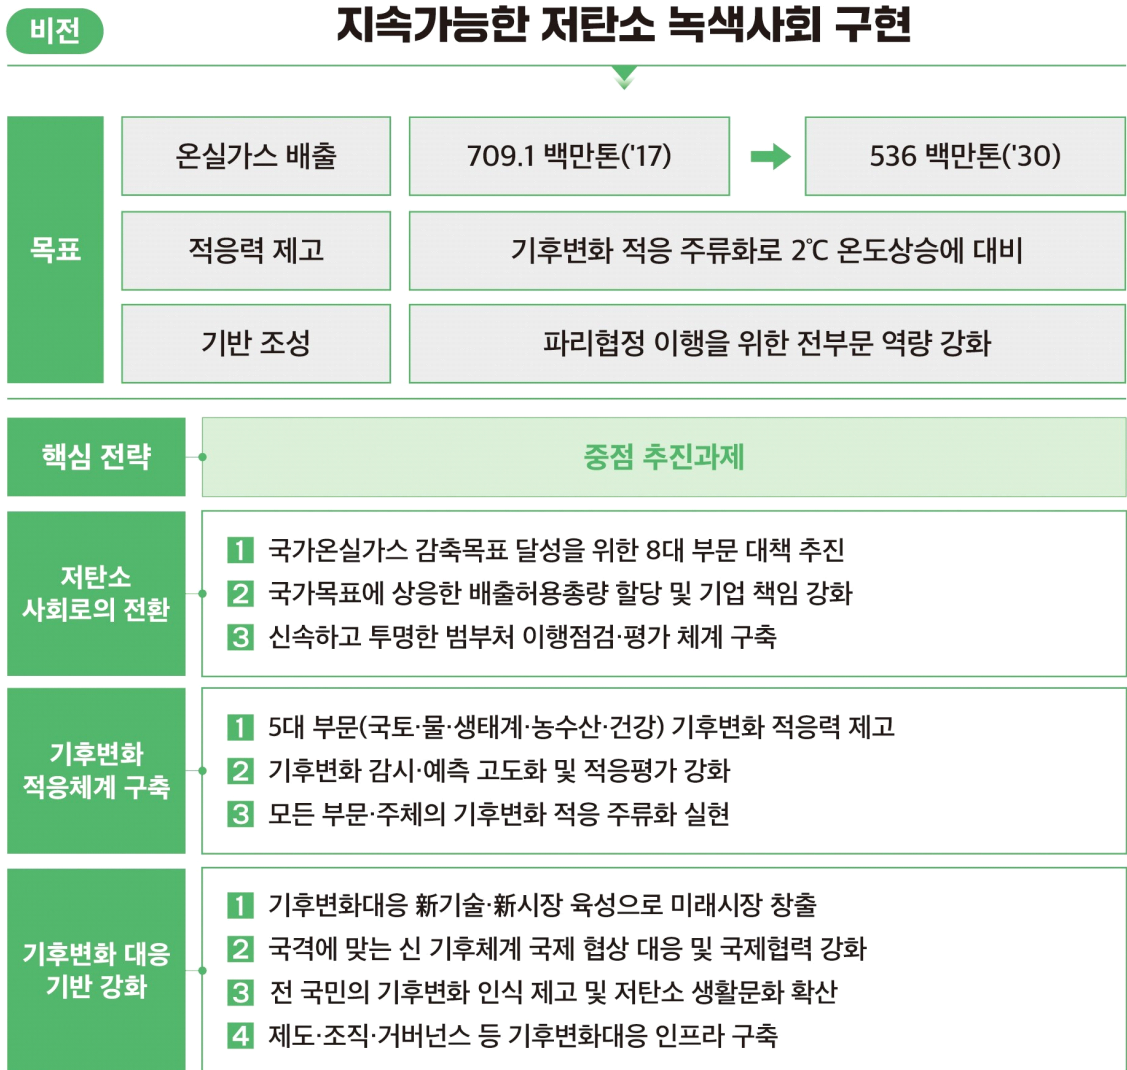 비전
지속가능한 저탄소 녹색사회 구현
목표
온실가스 배출
709.1 백만톤('17)
536 백만톤('30)
적응력 제고
기후변화 적응 주류화로 2℃ 온도상승에 대비
기반 조성
파리협정 이행을 위한 전부문 역량 강화
핵심 전략
중점 추진과제
저탄소
사회로의 전환
1 국가온실가스 감축목표 달성을 위한 8대 부문 대책 추진
2 국가목표에 상응한 배출허용총량 할당 및 기업 책임 강화
3 신속하고 투명한 범부처 이행점검·평가 체계 구축
기후변화
적응체계 구축
1 5대 부문(국토·물·생태계·농수산·건강) 기후변화 적응력 제고
2 기후변화 감시·예측 고도화 및 적응평가 강화
3 모든 부문·주체의 기후변화 적응 주류화 실현
기후변화 대응
기반 강화
1 기후변화대응 新기술·新시장 육성으로 미래시장 창출
2 국격에 맞는 신 기후체계 국제 협상 대응 및 국제협력 강화
3 전 국민의 기후변화 인식 제고 및 저탄소 생활문화 확산
4 제도·조직·거버넌스 등 기후변화대응 인프라 구축